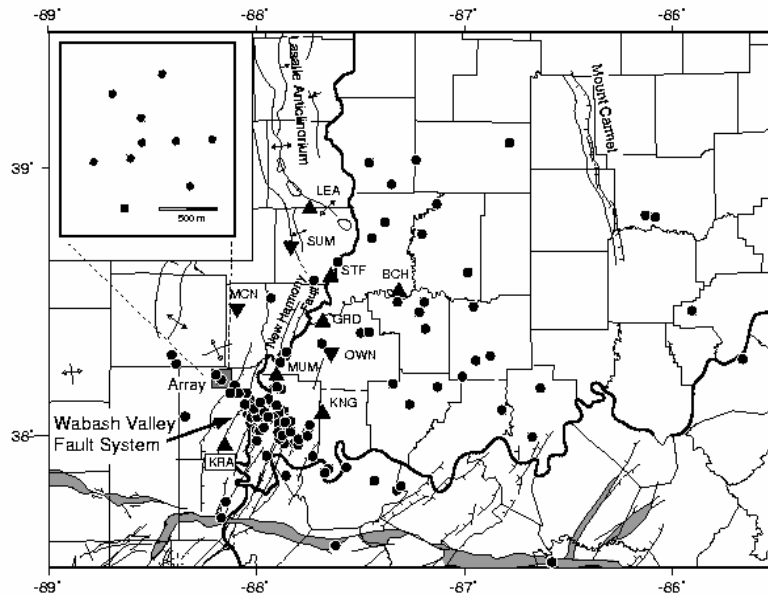 -89°
-88°
-87°
-86°
500 m
Lasalle Anticlinorium
Mount Carmel
39°
LEA
SUM
STF
BCH
MCN
New Harmony
Fault
GRD
OWN
MUM
Array
KNG
Wabash Valley
Fault System
38°
KRA
-89°
-88°
-87°
-86°